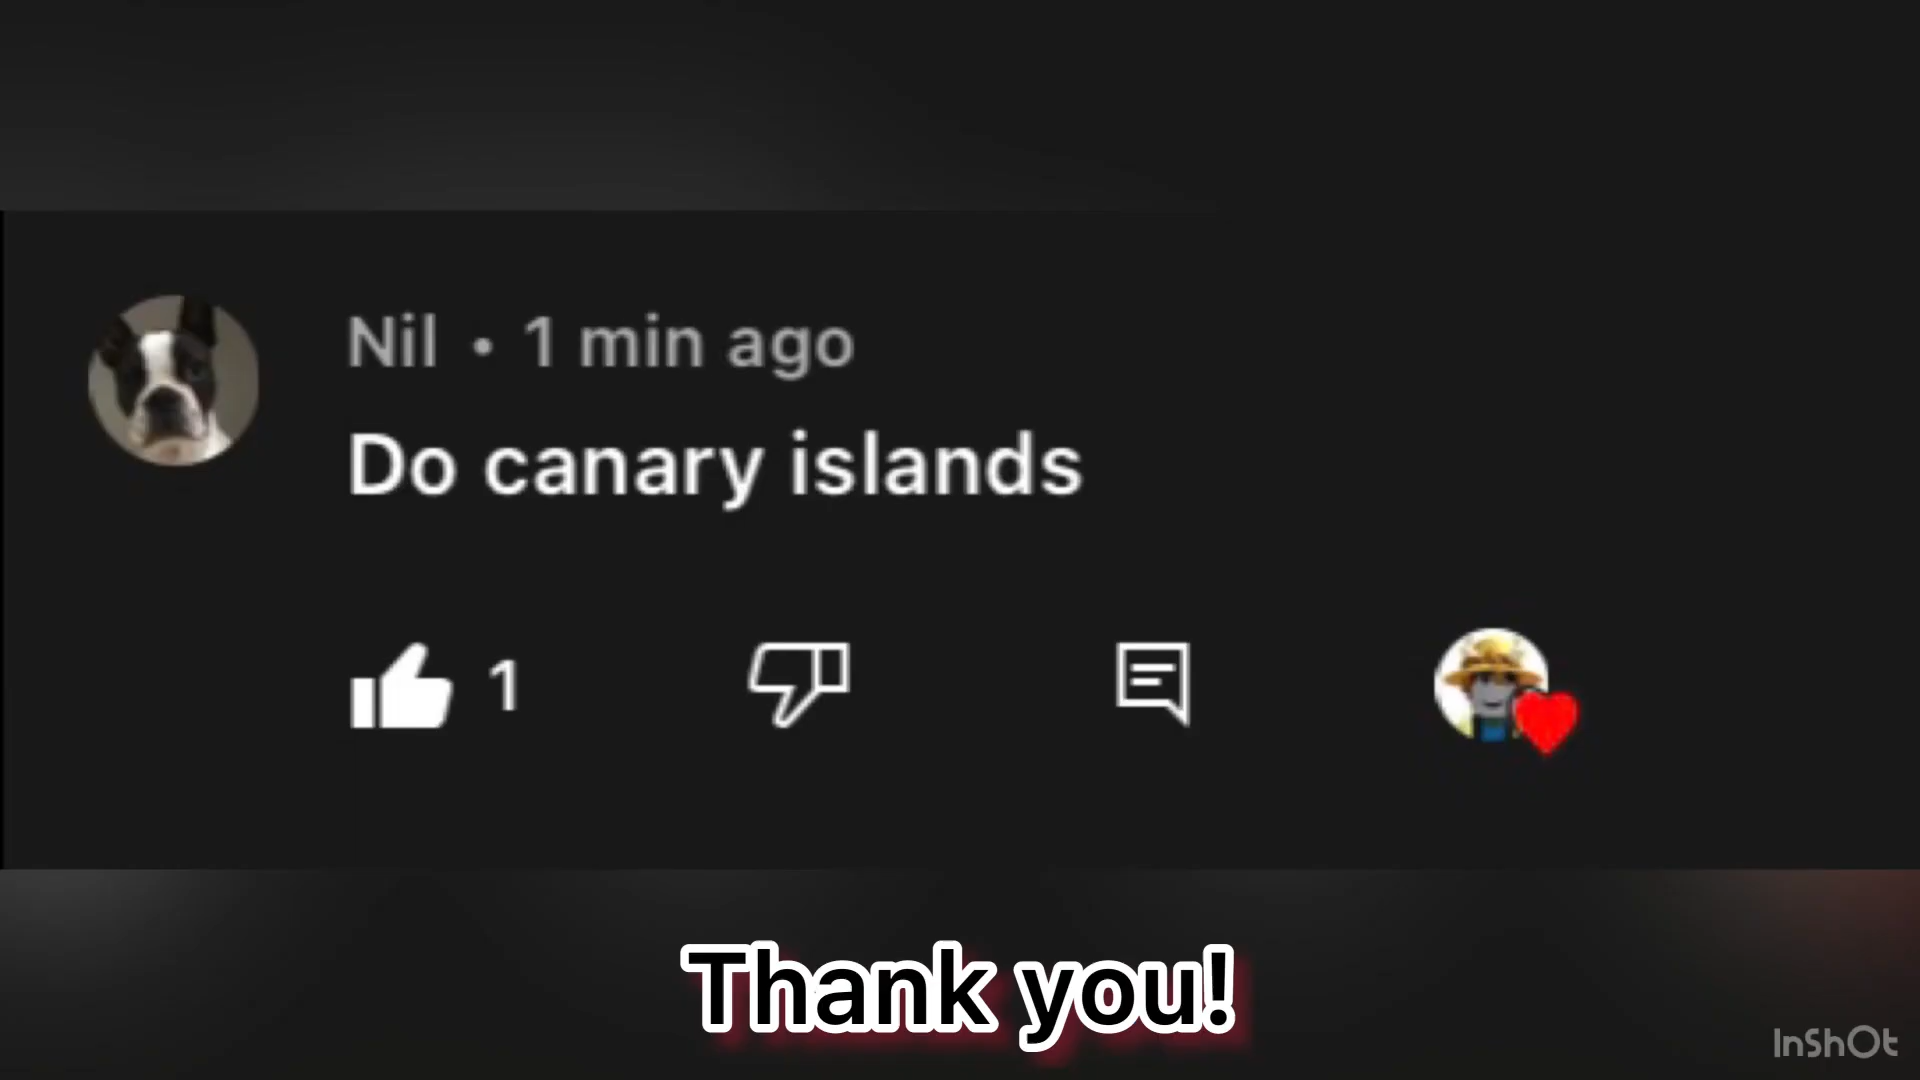 Nil • 1 min ago
Do canary islands
1
Thank you!
InShOt